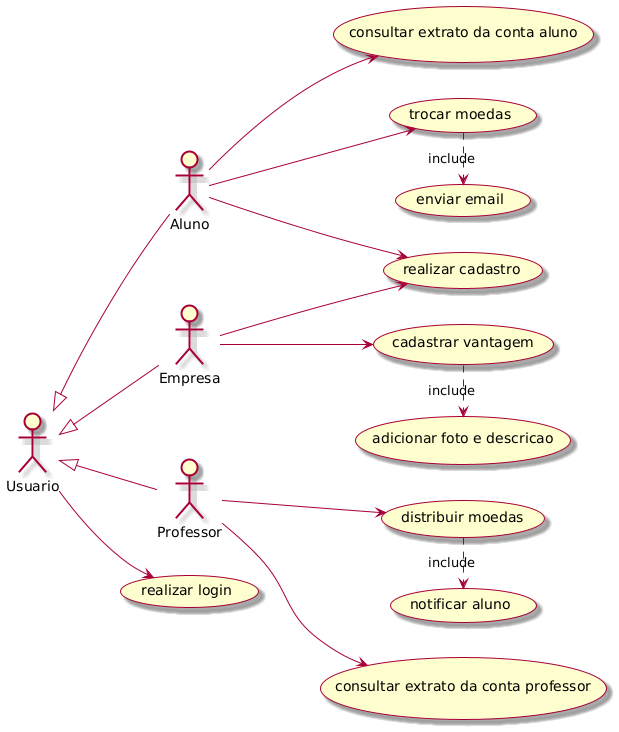 consultar extrato da conta aluno
trocar moedas
include
enviar email
Aluno
realizar cadastro
Empresa
cadastrar vantagem
include
adicionar foto e descricao
Usuario
Professor
distribuir moedas
include
realizar login
notificar aluno
consultar extrato da conta professor